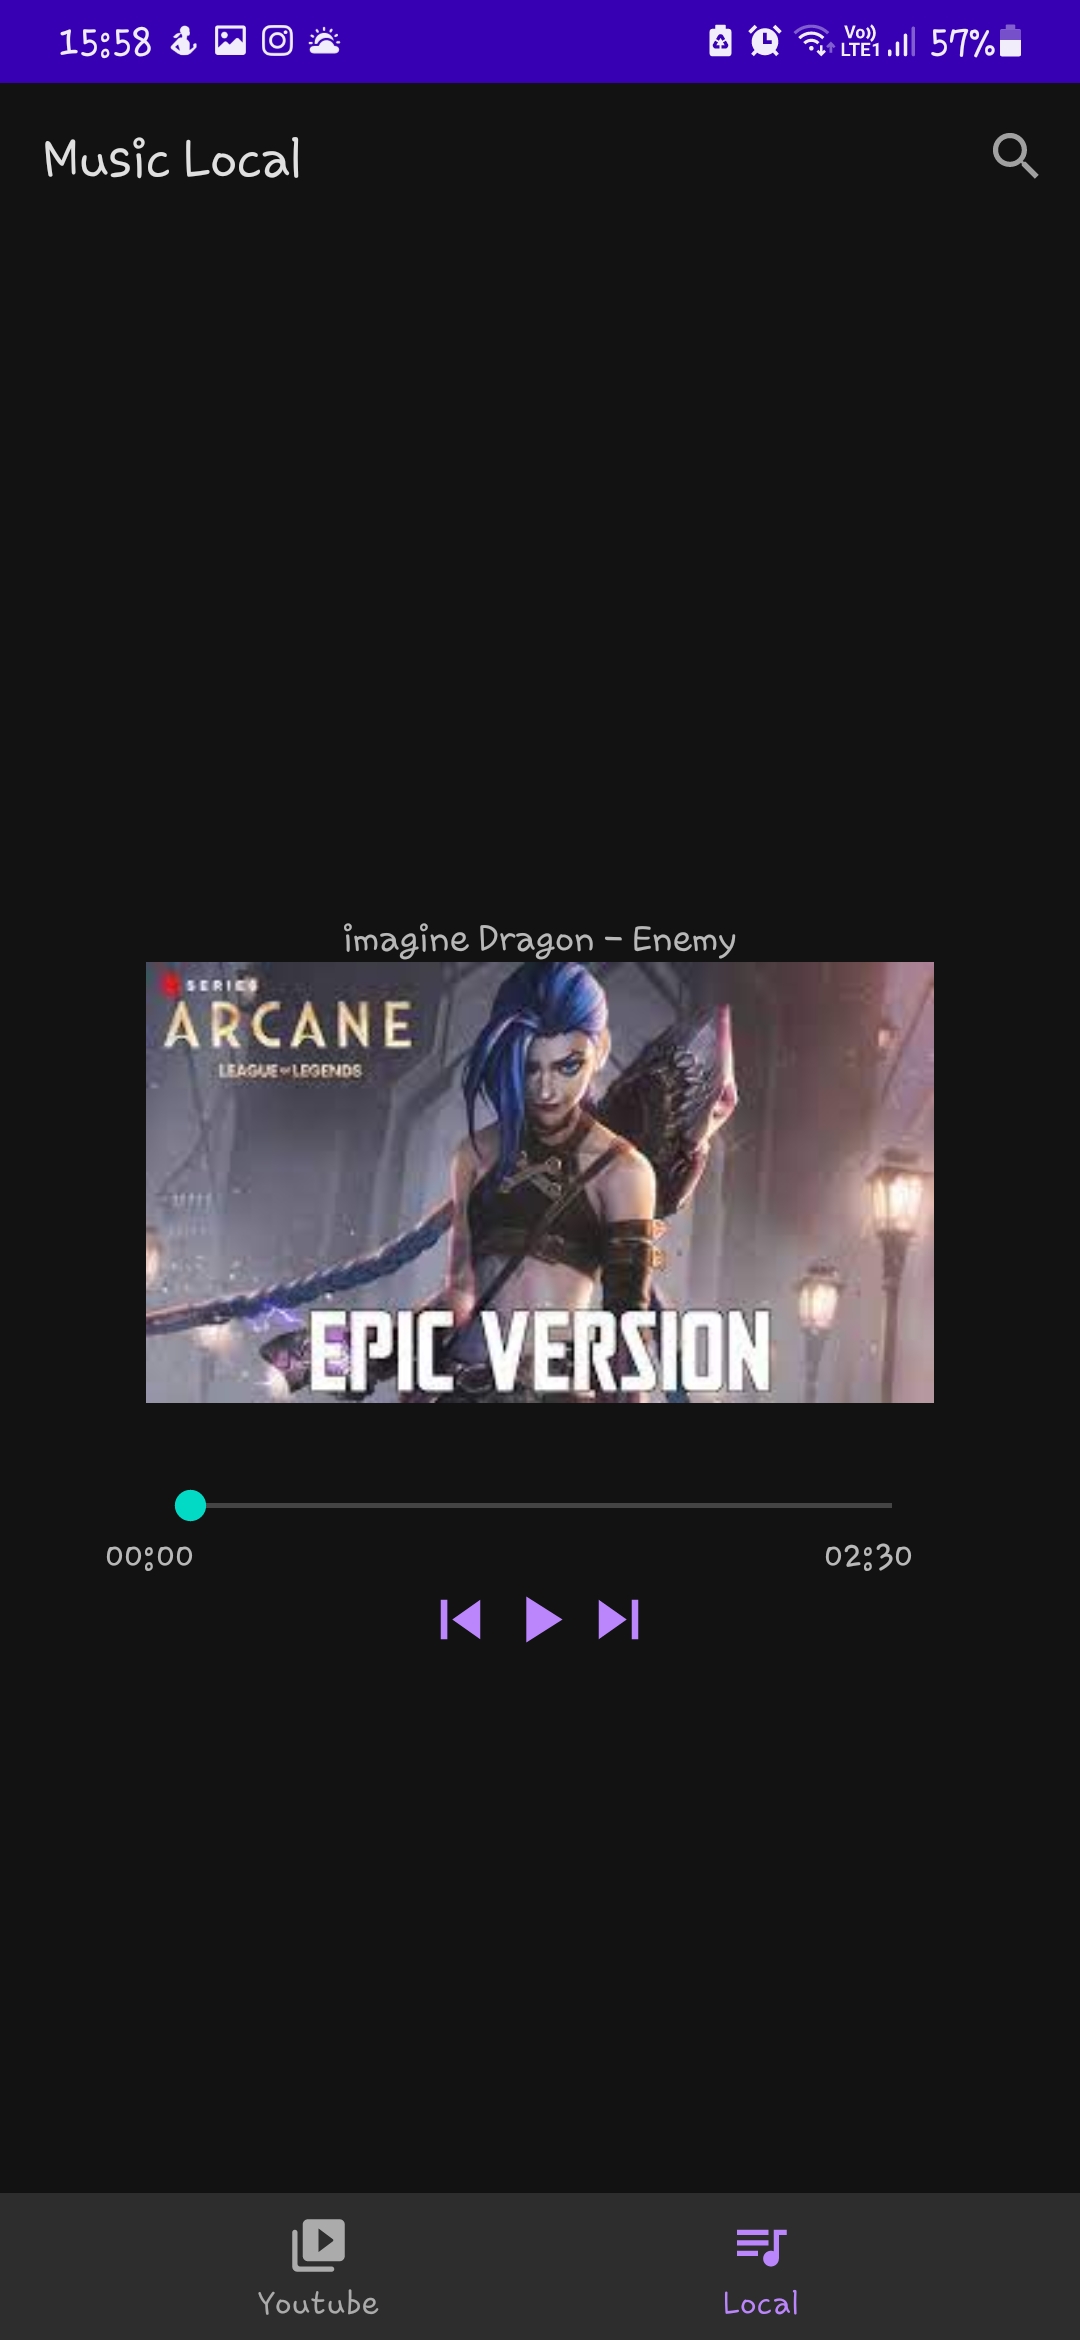 15:58
Vo)) LTE1 57%
Music Local
imagine Dragon - Enemy
SERIES
ARCANE
LEAGUE OF LEGENDS
EPIC VERSION
00:00 02:30
Youtube Local